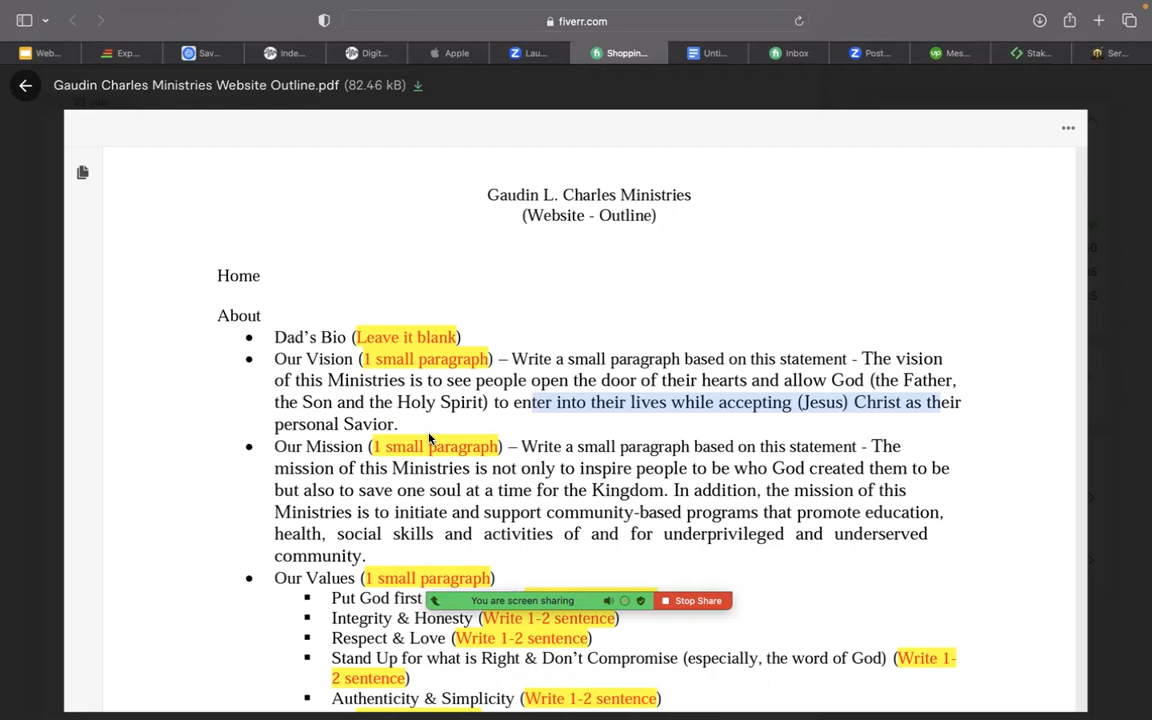 fiverr.com
Web...
Exp...
Sav...
Inde...
Digit...
Apple
Lau...
Shoppin...
Unti...
Inbox
Post...
Mes...
Stak...
Ser...
Gaudin Charles Ministries Website Outline.pdf (82.46 kB)
Gaudin L. Charles Ministries
(Website - Outline)
Home
About
• Dad's Bio (Leave it blank)
• Our Vision (1 small paragraph) – Write a small paragraph based on this statement - The vision
of this Ministries is to see people open the door of their hearts and allow God (the Father,
the Son and the Holy Spirit) to enter into their lives while accepting (Jesus) Christ as their
personal Savior.
• Our Mission (1 small paragraph) – Write a small paragraph based on this statement - The
mission of this Ministries is not only to inspire people to be who God created them to be
but also to save one soul at a time for the Kingdom. In addition, the mission of this
Ministries is to initiate and support community-based programs that promote education,
health, social skills and activities of and for underprivileged and underserved
community.
• Our Values (1 small paragraph)
▪ Put God first
You are screen sharing
Stop Share
▪ Integrity & Honesty (Write 1-2 sentence)
▪ Respect & Love (Write 1-2 sentence)
▪ Stand Up for what is Right & Don't Compromise (especially, the word of God) (Write 1-
2 sentence)
▪ Authenticity & Simplicity (Write 1-2 sentence)